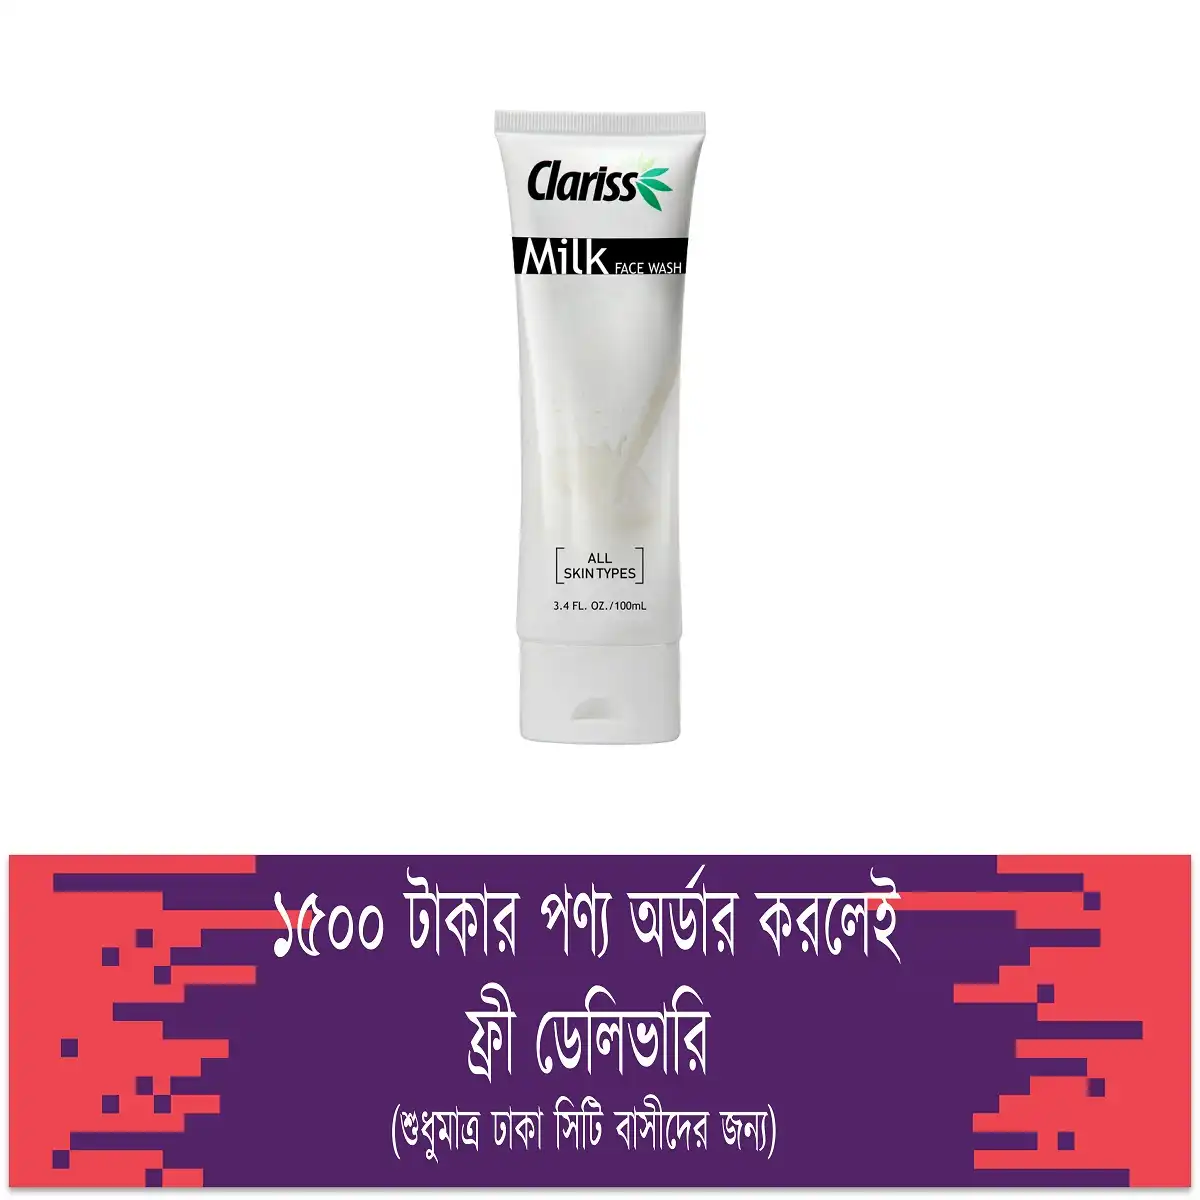 Clariss
Milk FACE WASH
ALL
SKIN TYPES
3.4 FL. OZ./100mL
১৫০০ টাকার পণ্য অর্ডার করলেই
ফ্রী ডেলিভারি
(শুধুমাত্র ঢাকা সিটি বাসীদের জন্য)